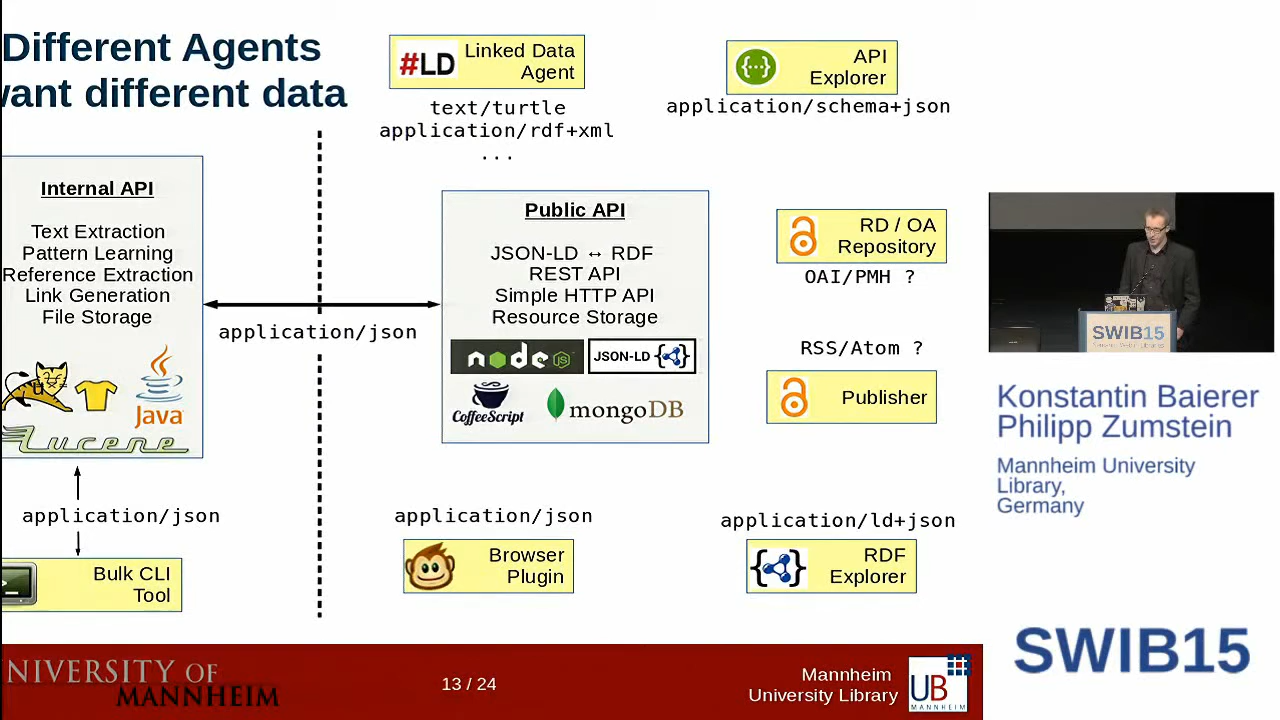 Different Agents
want different data
#LD
Linked Data
Agent
text/turtle
application/rdf+xml
...
{...}
API
Explorer
application/schema+json
Internal API
Text Extraction
Pattern Learning
Reference Extraction
Link Generation
File Storage
Java
Lucene
application/json
Public API
JSON-LD ↔ RDF
REST API
Simple HTTP API
Resource Storage
node JS
JSON-LD
CoffeeScript
mongoDB
RD / OA
Repository
OAI/PMH ?
RSS/Atom ?
Publisher
application/json
Bulk CLI
Tool
application/json
Browser
Plugin
application/ld+json
RDF
Explorer
NIVERSITY OF
MANNHEIM
13 / 24
Mannheim
University Library
UB
MANNHEIM
SWIB15
Konstantin Baierer
Philipp Zumstein
Mannheim University
Library,
Germany
SWIB15